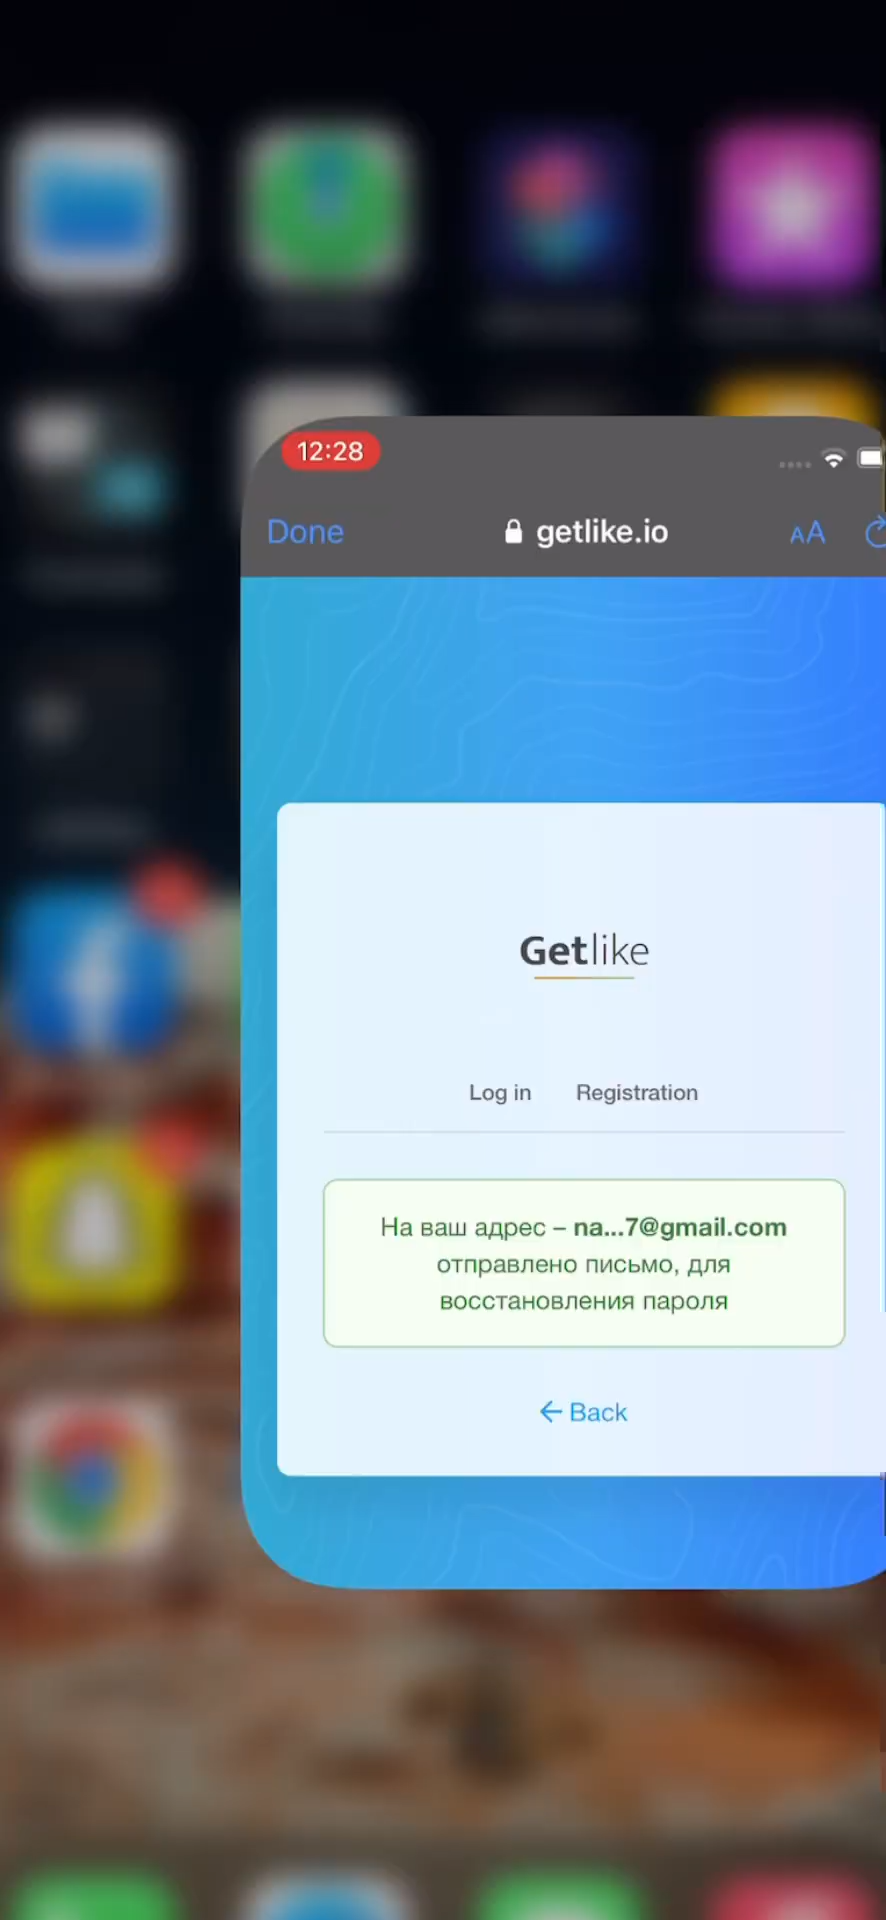 12:28
Done
getlike.io
AA
Getlike
Log in
Registration
На ваш адрес – na...7@gmail.com
отправлено письмо, для
восстановления пароля
← Back